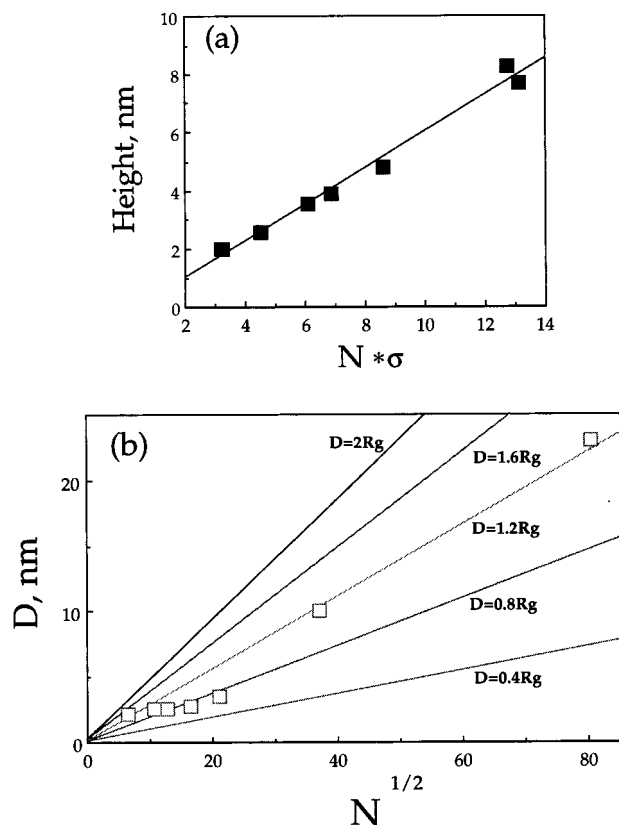 (a)
10
8
6
4
2
0
Height, nm
2 4 6 8 10 12 14
N *σ
(b)
D=2Rg
D=1.6Rg
D=1.2Rg
D=0.8Rg
D=0.4Rg
20
10
0
D, nm
0 20 40 60 80
N 1/2